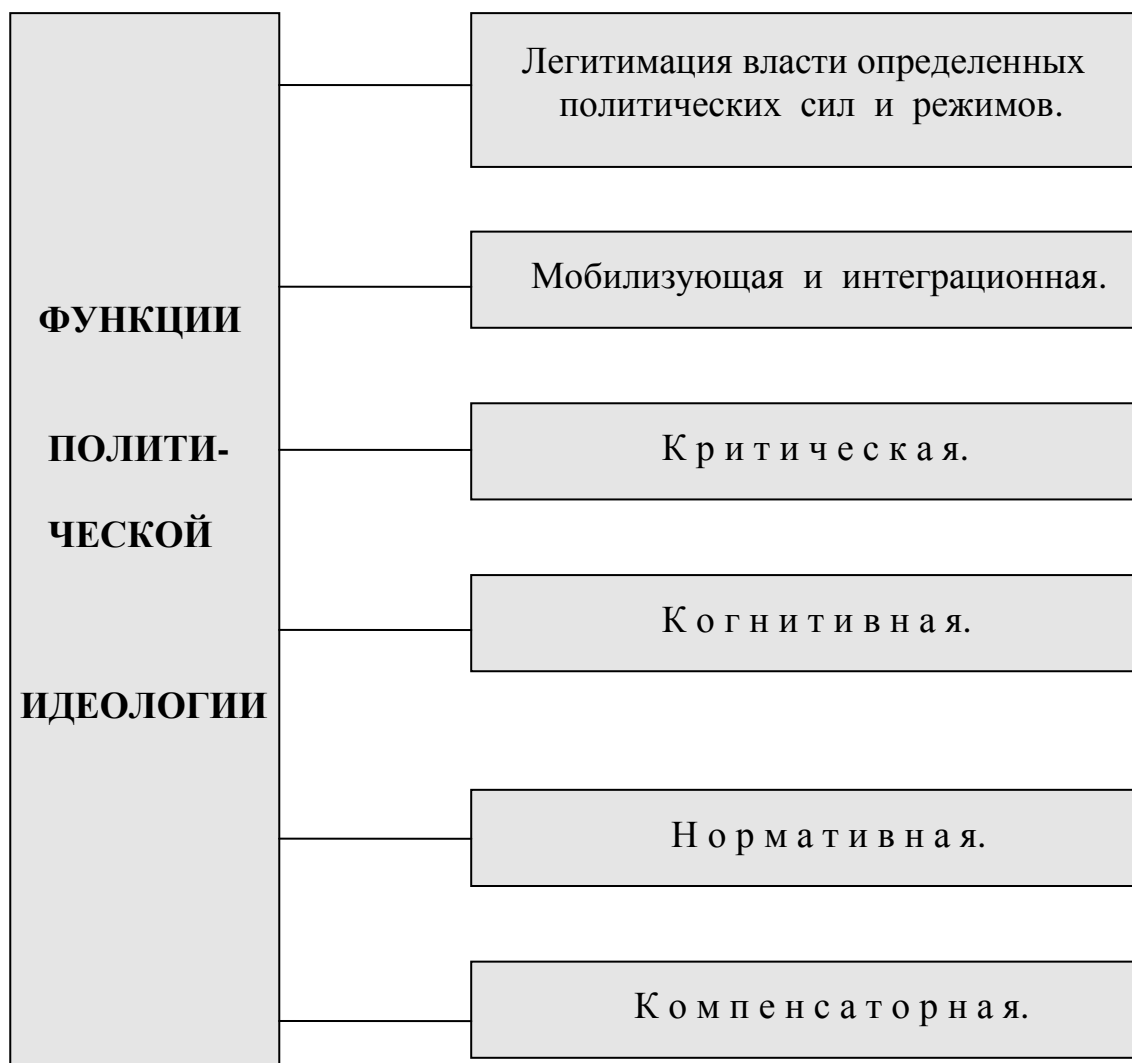 ФУНКЦИИ
ПОЛИТИ-
ЧЕСКОЙ
ИДЕОЛОГИИ
Легитимация власти определенных
политических сил и режимов.
Мобилизующая и интеграционная.
К р и т и ч е с к а я.
К о г н и т и в н а я.
Н о р м а т и в н а я.
К о м п е н с а т о р н а я.